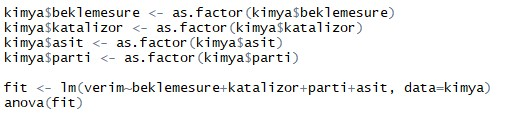 kimya$beklemesure <- as.factor(kimya$beklemesure)
kimya$katalizor <- as.factor(kimya$katalizor)
kimya$asit <- as.factor(kimya$asit)
kimya$parti <- as.factor(kimya$parti)
fit <- lm(verim~beklemesure+katalizor+parti+asit, data=kimya)
anova(fit)